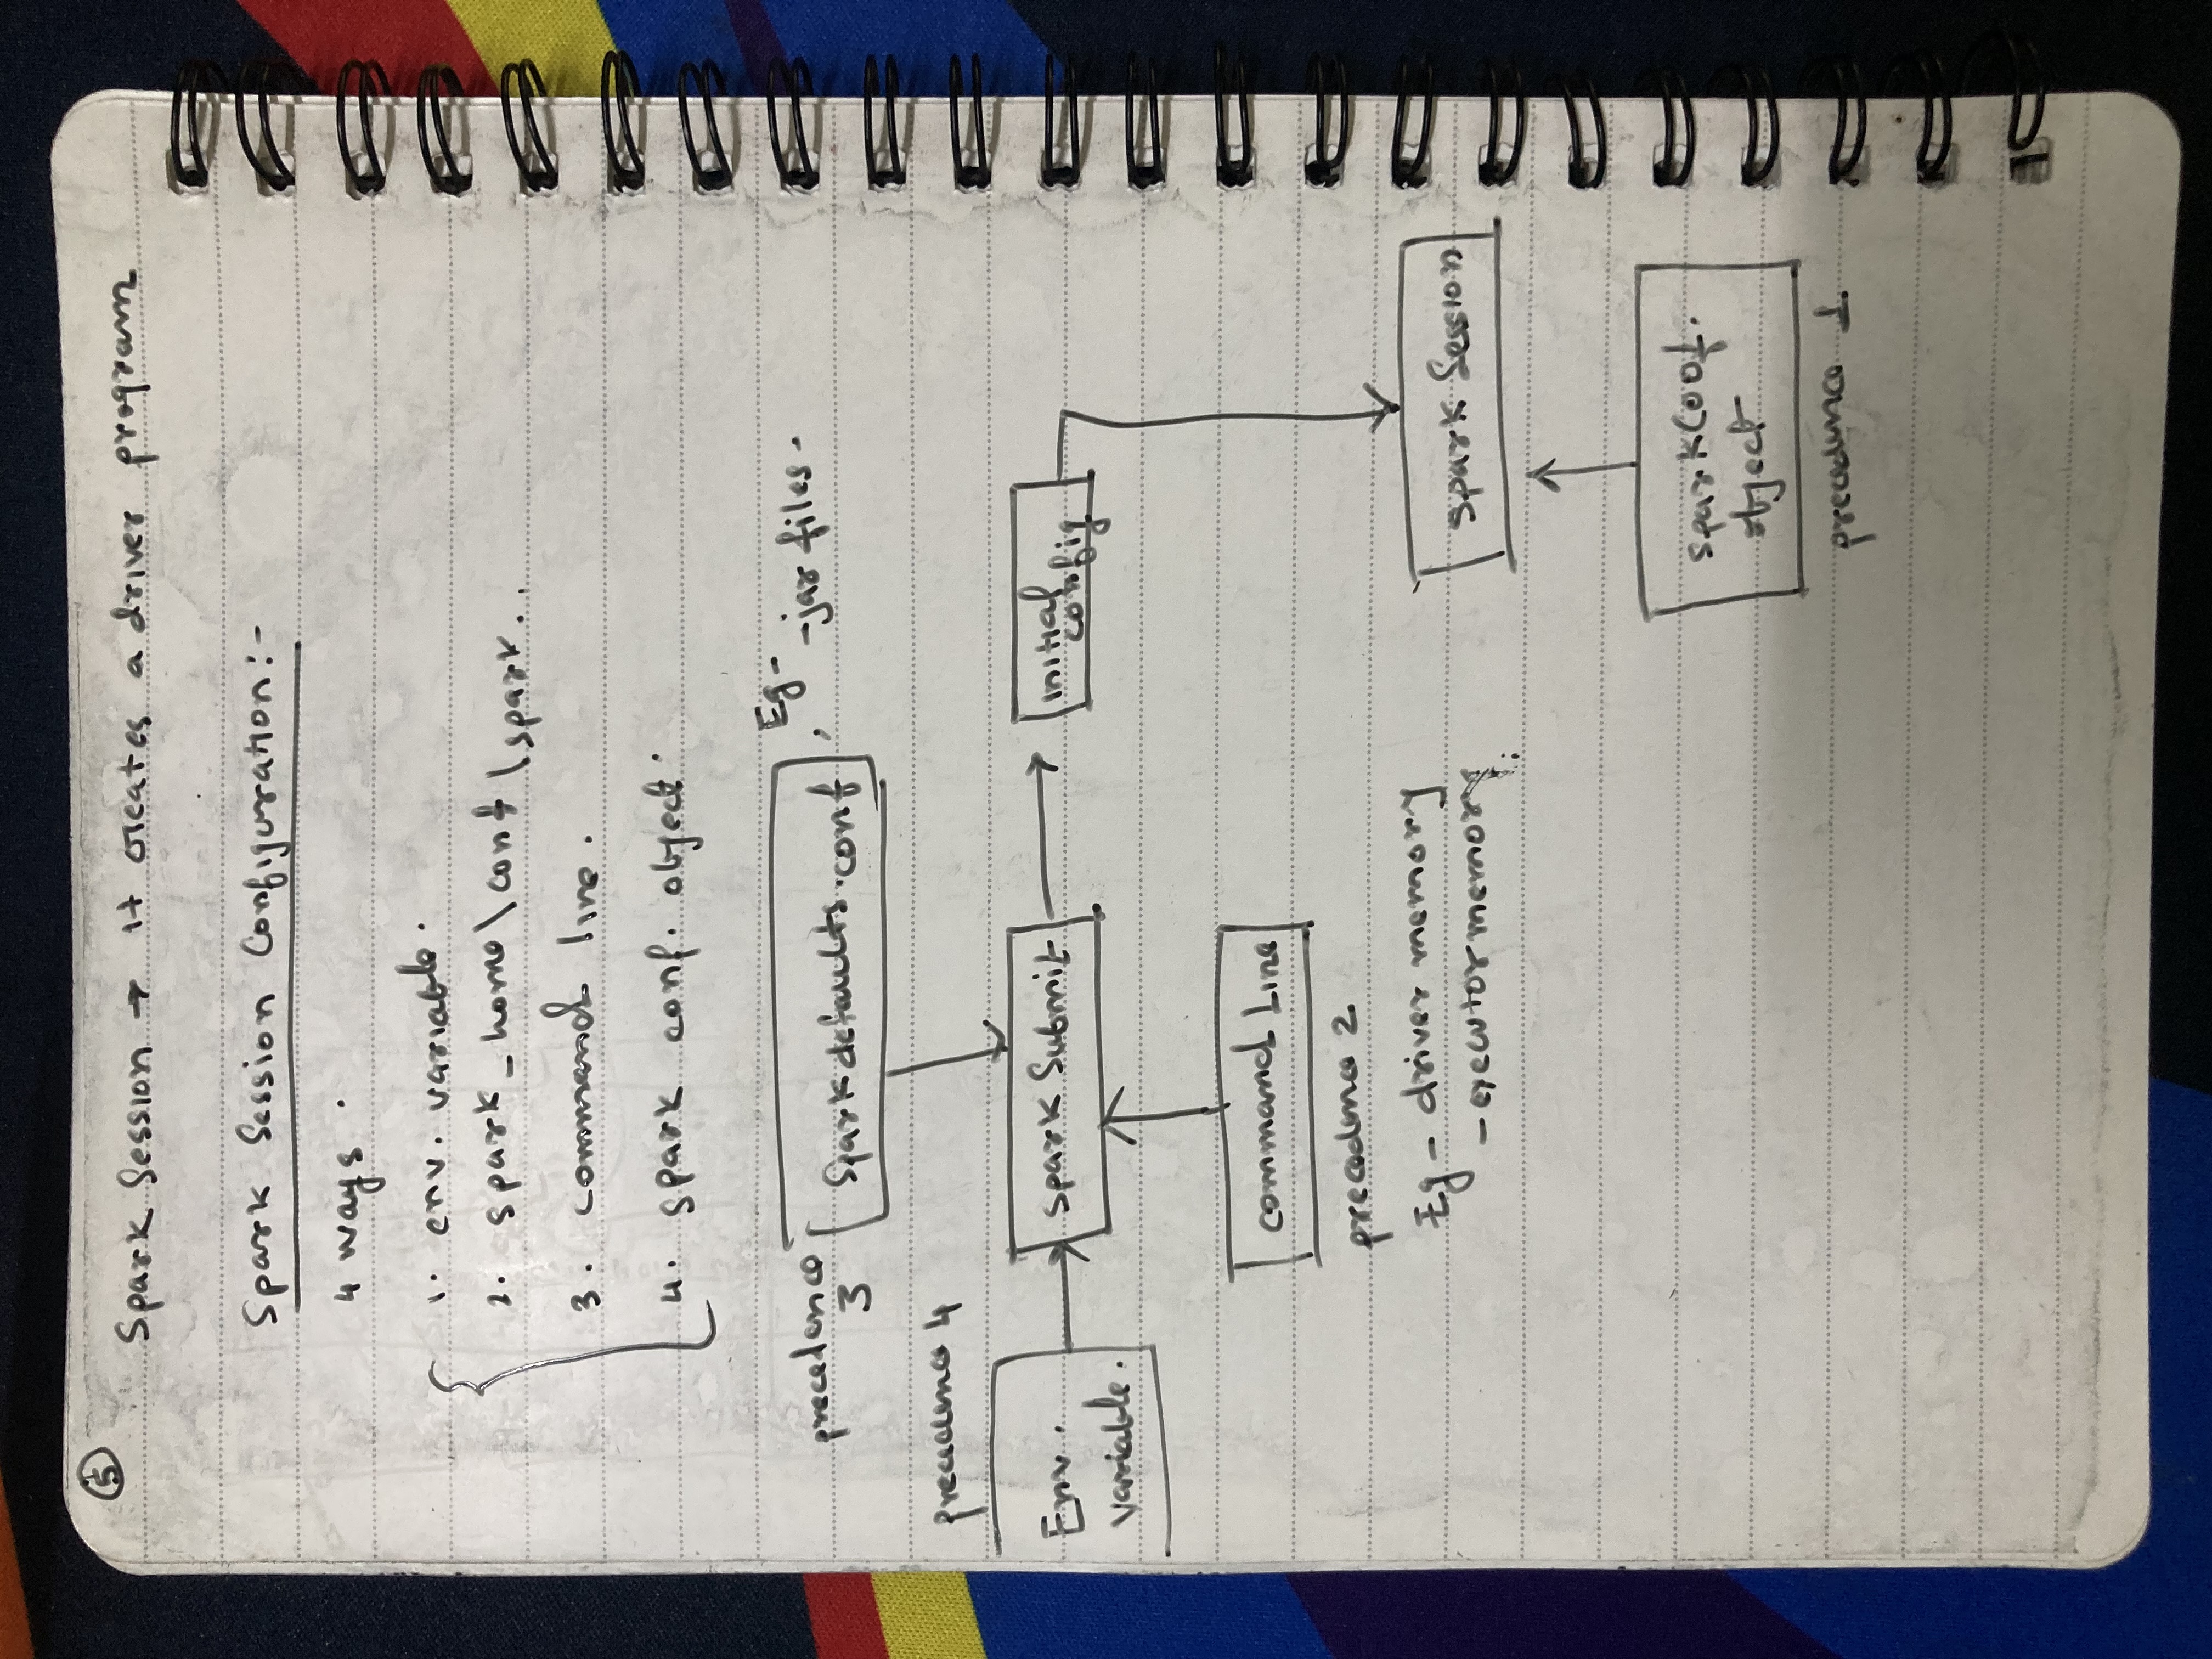 5
Spark Session → It creates a driver program
Spark Session Configuration:-
4 ways.
1. env. variable.
2. spark_home\conf\spark..
3. command line.
4. spark conf. object.
precedence
3
Sparkdefaults.conf
Eg-
-jar files.
precedence 4
Env.
variable.
Spark Submit
initial
config
command Line
precedence 2
Eg - driver memory
- executor memory
Spark Session
SparkConf.
object
precedence 1.